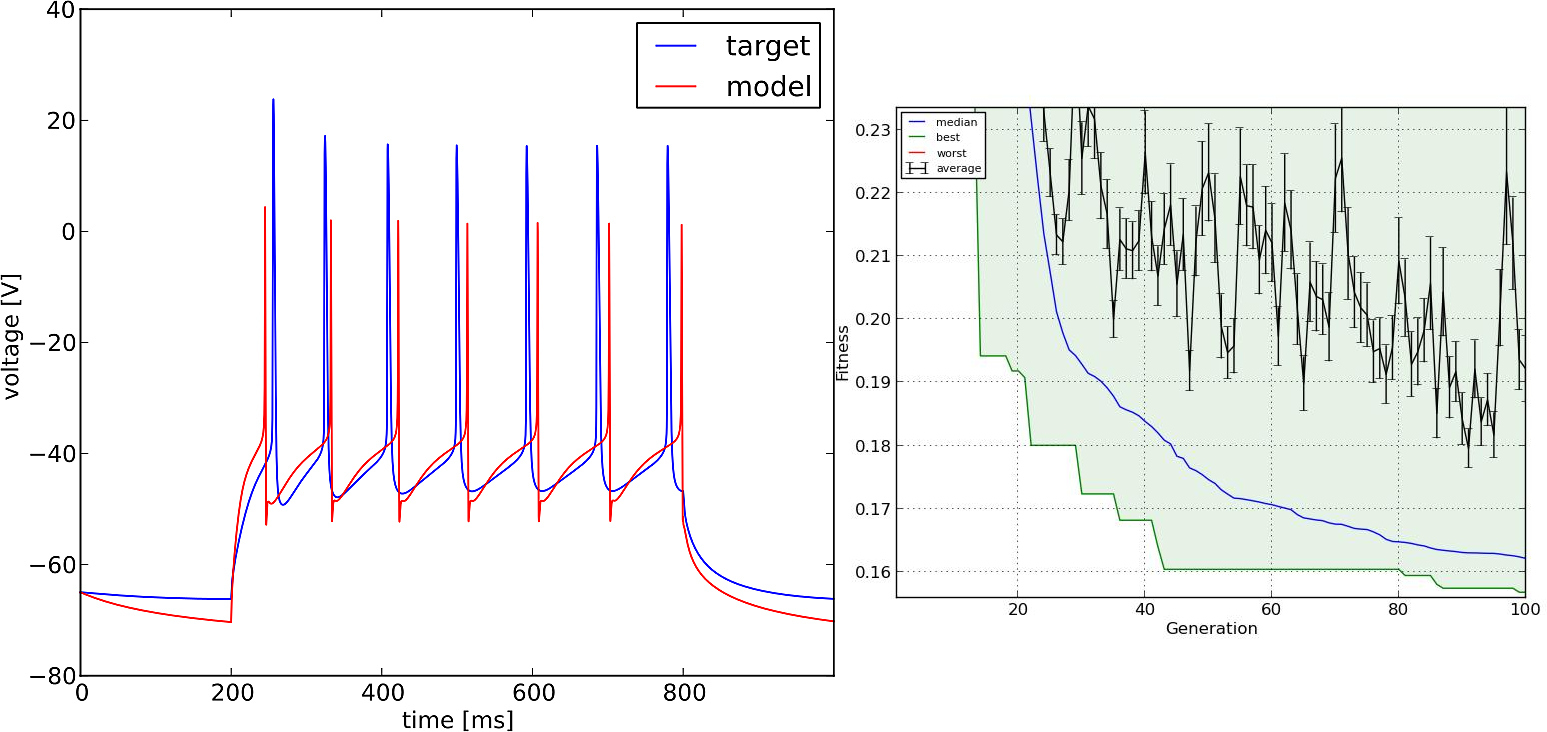 40
20
0
−20
−40
−60
−80
voltage [V]
0
200
400
600
800
time [ms]
target
model
0.23
0.22
0.21
0.20
0.19
0.18
0.17
0.16
Fitness
median
best
worst
average
20
40
60
80
100
Generation